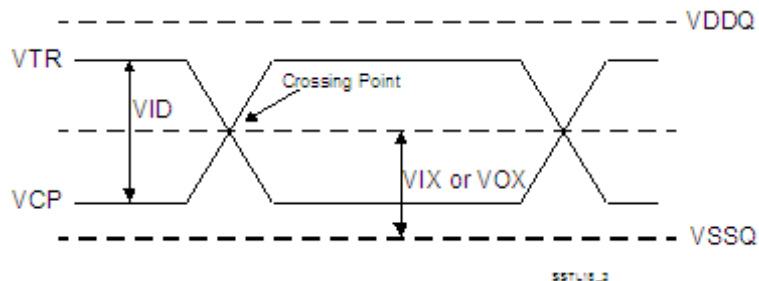 VDDQ
VTR
Crossing Point
VID
VIX or VOX
VCP
VSSQ